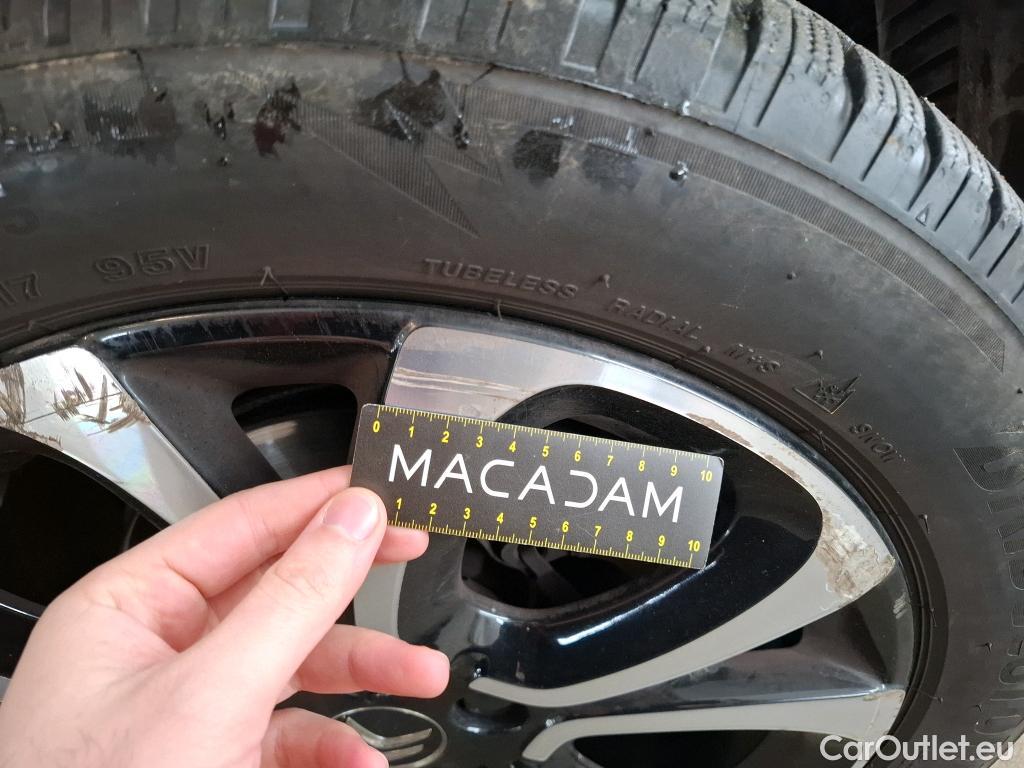 17 95V
TUBELESS RADIAL M+S
0 1 2 3 4 5 6 7 8 9 10
MACADAM
1 2 3 4 5 6 7 8 9 10
CarOutlet.eu